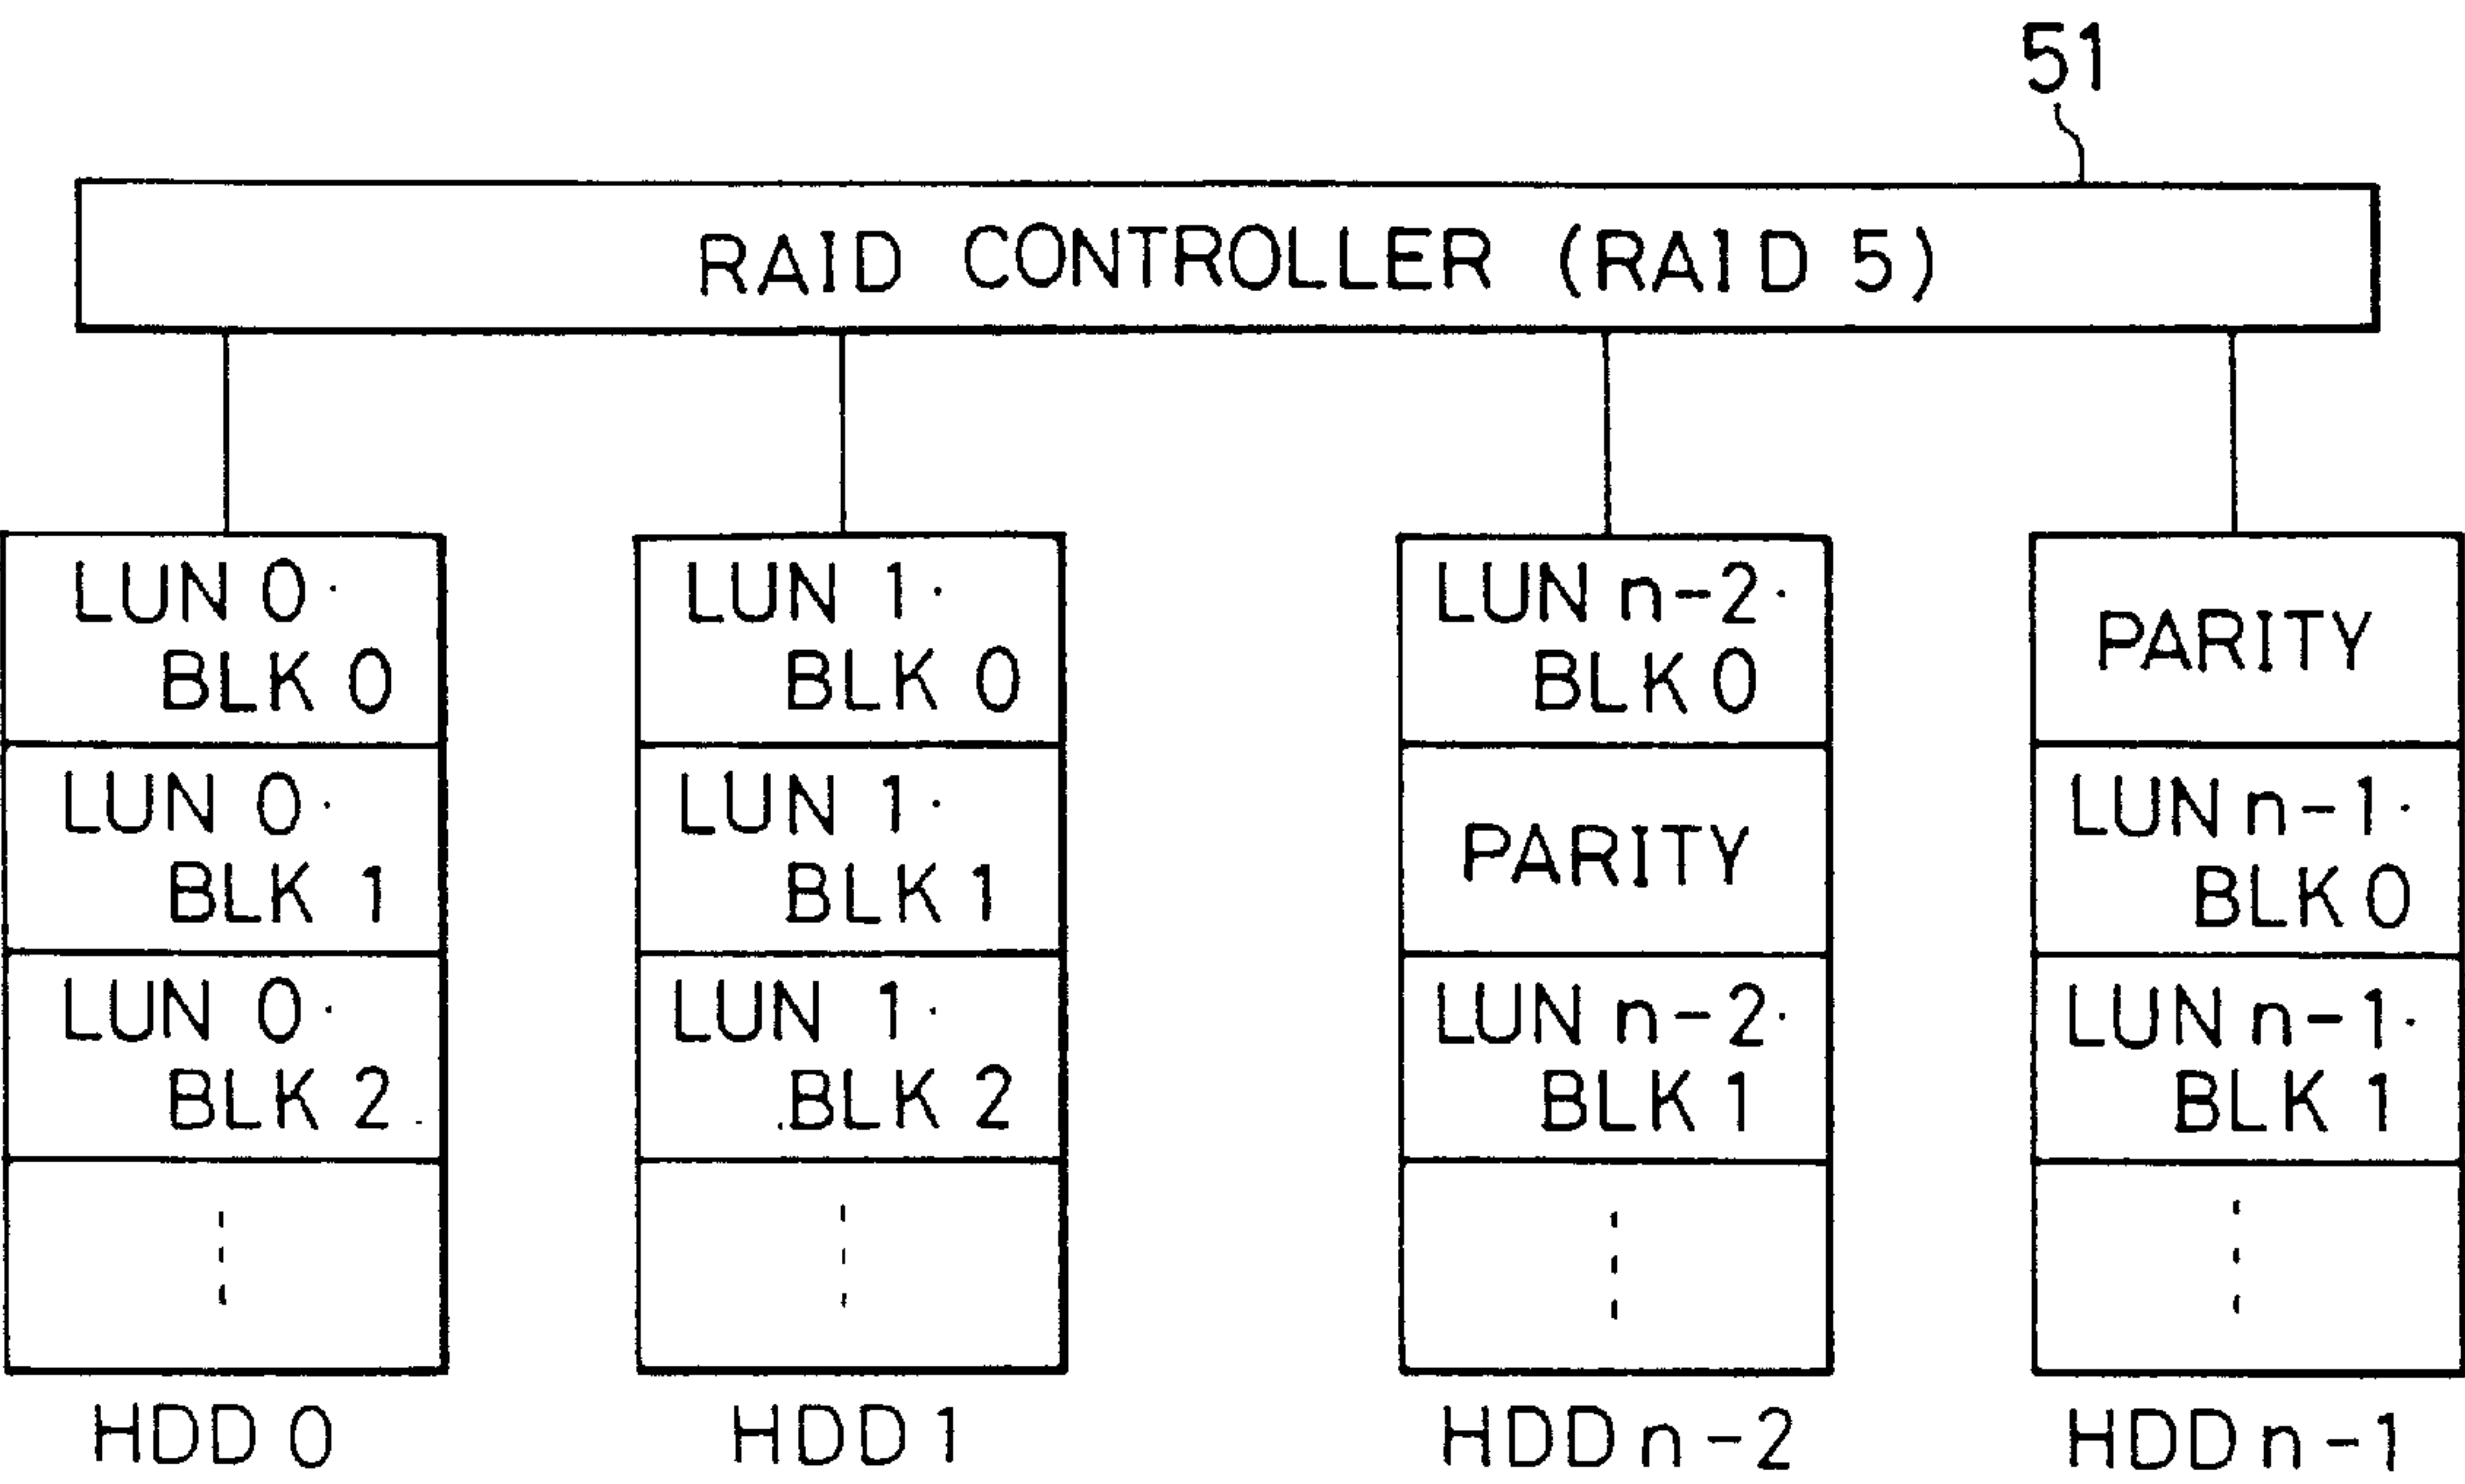 51
RAID CONTROLLER (RAID 5)
LUN 0·
BLK 0
LUN 0·
BLK 1
LUN 0·
BLK 2
HDD 0
LUN 1·
BLK 0
LUN 1·
BLK 1
LUN 1·
BLK 2
HDD 1
LUN n-2·
BLK 0
PARITY
LUN n-2·
BLK 1
HDD n-2
PARITY
LUN n-1·
BLK 0
LUN n-1·
BLK 1
HDD n-1